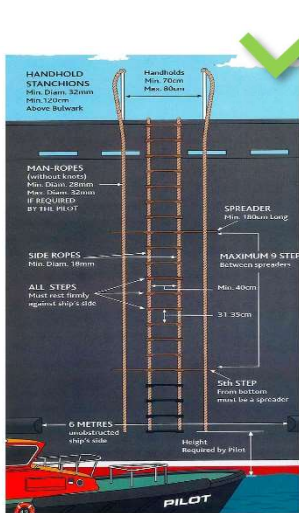 HANDHOLD
STANCHIONS
Min. Diam. 32mm
Min. 120cm
Above Bulwark
Handholds
Min. 70cm
Max. 80cm
MAN-ROPES
(without knots)
Min. Diam. 28mm
Max. Diam. 32mm
IF REQUIRED
BY THE PILOT
SPREADER
Min. 180cm Long
SIDE ROPES
Min. Diam. 18mm
MAXIMUM 9 STEP
Between spreaders
ALL STEPS
Must rest firmly
against ship's side
Min. 40cm
31-35cm
5th STEP
From bottom
must be a spreader
6 METRES
unobstructed
ship's side
Height
Required by Pilot
PILOT